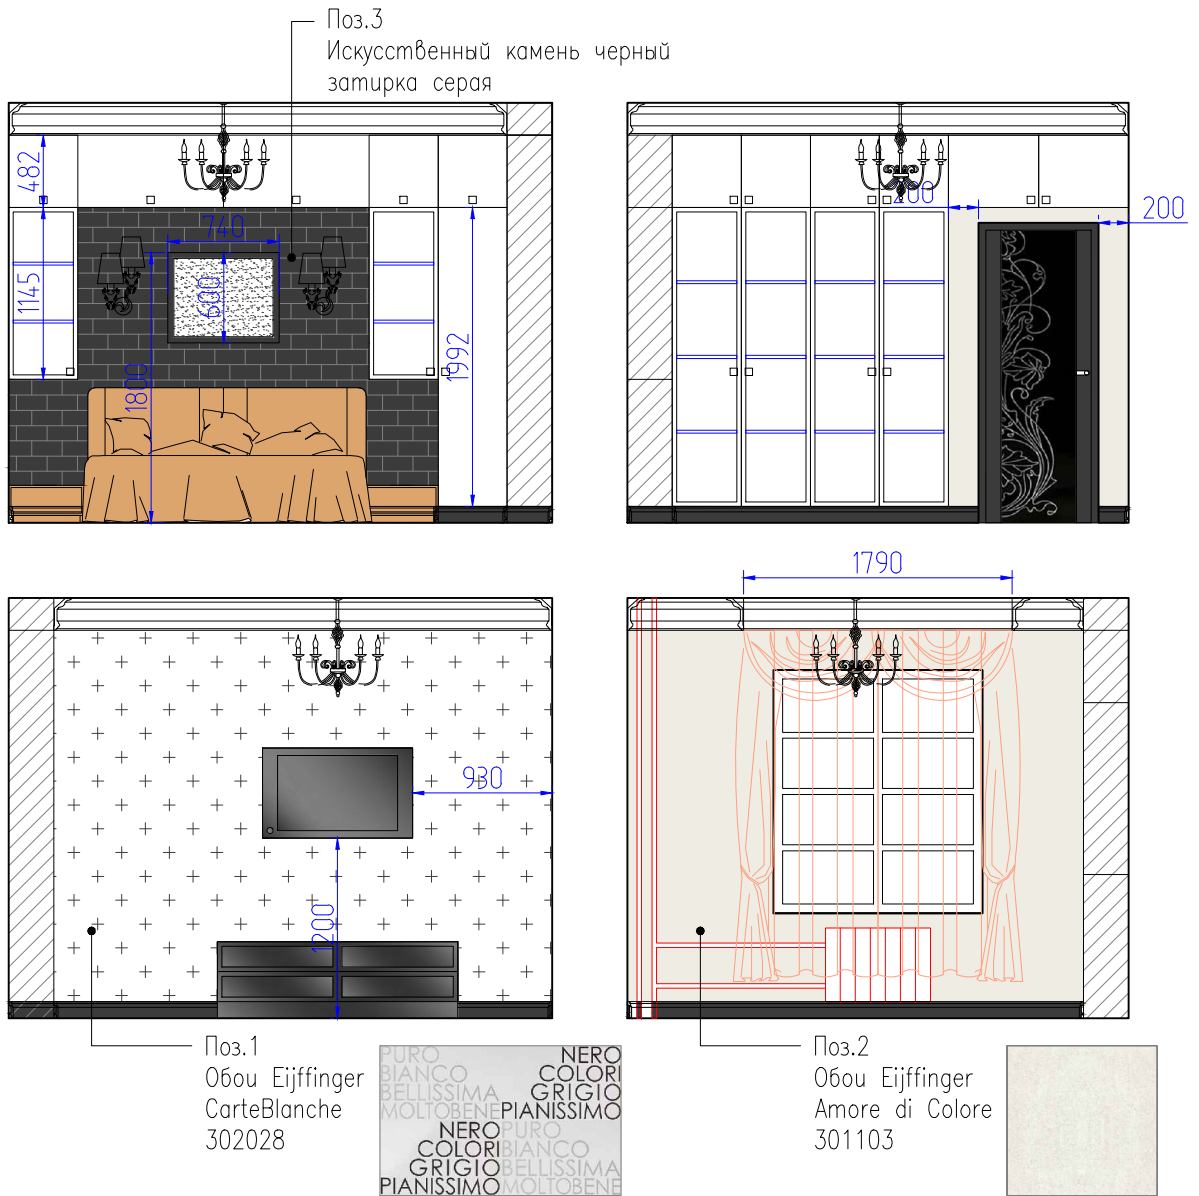 Поз.3
Искусственный камень черный
затирка серая
482
740
1145
600
1800
1992
200
200
1790
930
1200
Поз.1
Обои Eijffinger
CarteBlanche
302028
PURO NERO
BIANCO COLORI
BELLISSIMA GRIGIO
MOLTOBENE PIANISSIMO
NERO PURO
COLORI BIANCO
GRIGIO BELLISSIMA
PIANISSIMO MOLTOBENE
Поз.2
Обои Eijffinger
Amore di Colore
301103